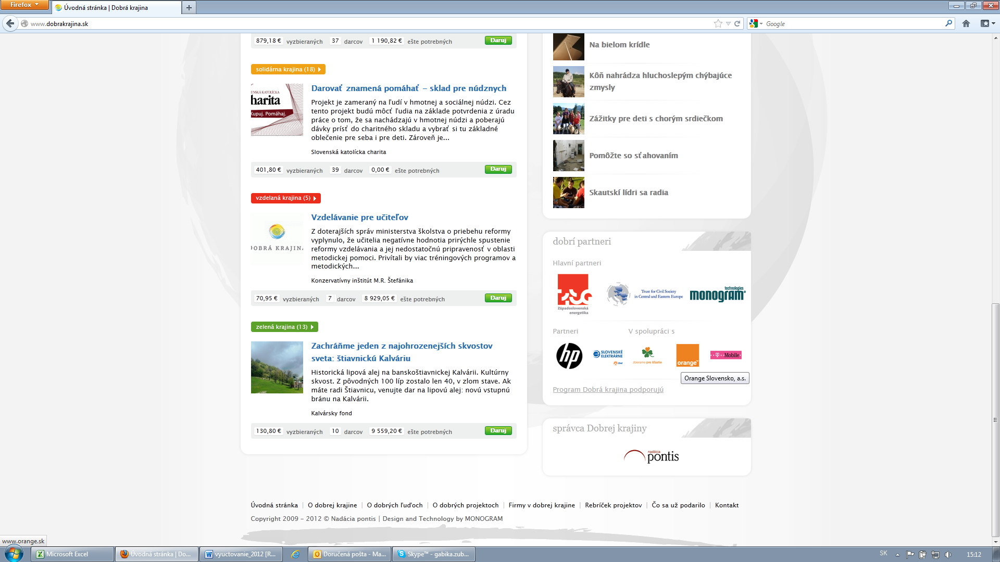 Firefox
Úvodná stránka | Dobrá krajina
www.dobrakrajina.sk
Google
879,18 € vyzbieraných 37 darcov 1 190,82 € ešte potrebných Daruj
solidárna krajina (18)
ENSKÁ KATOLÍCKA
harita
Kupuj. Pomáhaj.
Darovať znamená pomáhať – sklad pre núdznych
Projekt je zameraný na ľudí v hmotnej a sociálnej núdzi. Cez
tento projekt budú môcť ľudia na základe potvrdenia z úradu
práce o tom, že sa nachádzajú v hmotnej núdzi a poberajú
dávky prísť do charitného skladu a vybrať si tu základné
oblečenie pre seba i pre deti. Zároveň je...
Slovenská katolícka charita
401,80 € vyzbieraných 39 darcov 0,00 € ešte potrebných Daruj
vzdelaná krajina (5)
DOBRÁ KRAJINA
Vzdelávanie pre učiteľov
Z doterajších správ ministerstva školstva o priebehu reformy
vyplynulo, že učitelia negatívne hodnotia prirýchle spustenie
reformy vzdelávania a jej nedostatočnú pripravenosť v oblasti
metodickej pomoci. Privítali by viac tréningových programov a
metodických...
Konzervatívny inštitút M.R. Štefánika
70,95 € vyzbieraných 7 darcov 8 929,05 € ešte potrebných Daruj
zelená krajina (13)
Zachráňme jeden z najohrozenejších skvostov
sveta: štiavnickú Kalváriu
Historická lipová alej na banskoštiavnickej Kalvárii. Kultúrny
skvost. Z pôvodných 100 líp zostalo len 40, v zlom stave. Ak
máte radi Štiavnicu, venujte dar na lipovú alej: novú vstupnú
bránu na Kalvárii.
Kalvársky fond
130,80 € vyzbieraných 10 darcov 9 559,20 € ešte potrebných Daruj
Na bielom krídle
Kôň nahrádza hluchoslepým chýbajúce
zmysly
Zážitky pre deti s chorým srdiečkom
Pomôžte so sťahovaním
Skautskí lídri sa radia
dobrí partneri
Hlavní partneri
Západoslovenská
energetika
Trust for Civil Society
in Central and Eastern Europe
technologies
monogram
Partneri V spolupráci s
hp
SLOVENSKÉ
ELEKTRÁRNE
Enel
zbierame pre šťastie
orange™
T Mobile
Orange Slovensko, a.s.
Program Dobrá krajina podporujú
správca Dobrej krajiny
nadácia
pontis
Úvodná stránka | O dobrej krajine | O dobrých ľuďoch | O dobrých projektoch | Firmy v dobrej krajine | Rebríček projektov | Čo sa už podarilo | Kontakt
Copyright 2009 – 2012 © Nadácia pontis | Design and Technology by MONOGRAM
www.orange.sk
Microsoft Excel
Úvodná stránka | Do...
vyuctovanie_2012 [R...
Doručená pošta - Ma...
Skype™ - gabika.zub...
SK
15:12